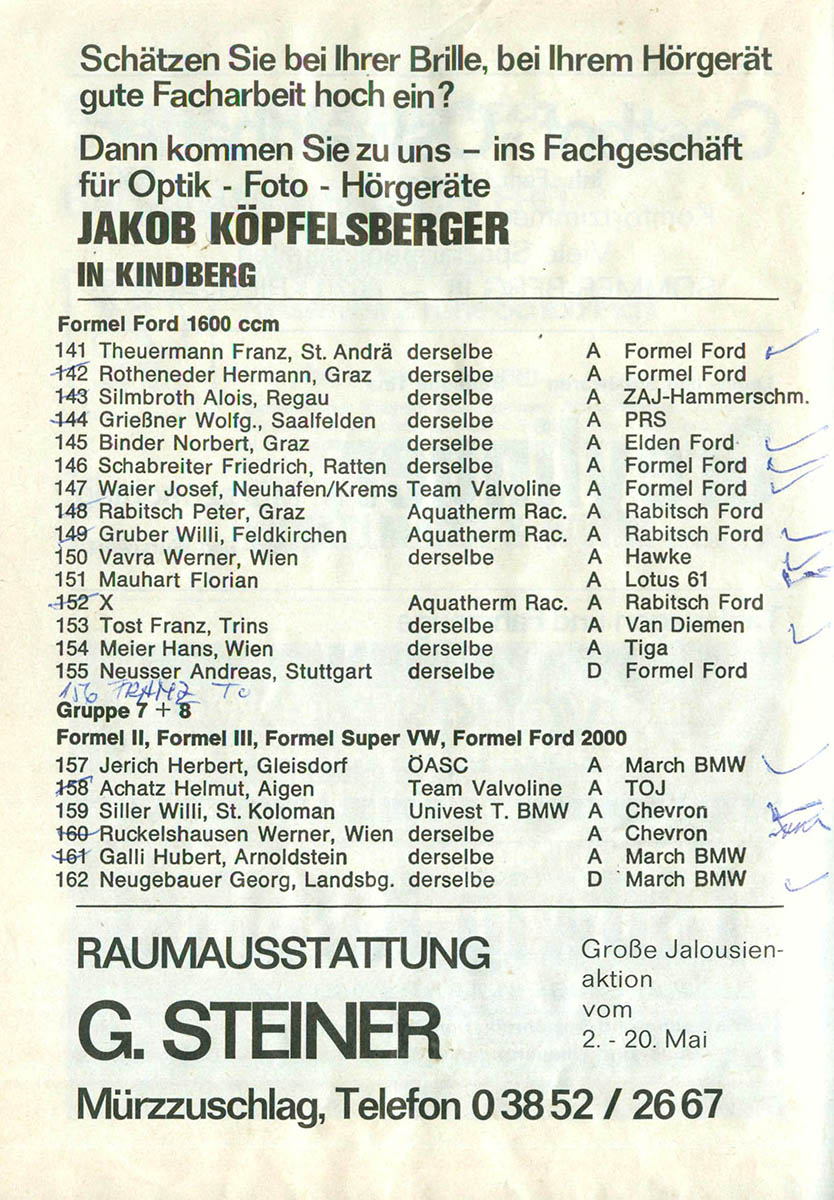 Schätzen Sie bei Ihrer Brille, bei Ihrem Hörgerät
gute Facharbeit hoch ein?
Dann kommen Sie zu uns – ins Fachgeschäft
für Optik - Foto - Hörgeräte
JAKOB KÖPFELSBERGER
IN KINDBERG
Formel Ford 1600 ccm
141 Theuermann Franz, St. Andrä derselbe A Formel Ford
142 Rotheneder Hermann, Graz derselbe A Formel Ford
143 Silmbroth Alois, Regau derselbe A ZAJ-Hammerschm.
144 Grießner Wolfg., Saalfelden derselbe A PRS
145 Binder Norbert, Graz derselbe A Elden Ford
146 Schabreiter Friedrich, Ratten derselbe A Formel Ford
147 Waier Josef, Neuhafen/Krems Team Valvoline A Formel Ford
148 Rabitsch Peter, Graz Aquatherm Rac. A Rabitsch Ford
149 Gruber Willi, Feldkirchen Aquatherm Rac. A Rabitsch Ford
150 Vavra Werner, Wien derselbe A Hawke
151 Mauhart Florian A Lotus 61
152 X Aquatherm Rac. A Rabitsch Ford
153 Tost Franz, Trins derselbe A Van Diemen
154 Meier Hans, Wien derselbe A Tiga
155 Neusser Andreas, Stuttgart derselbe D Formel Ford
156 FRANZ To
Gruppe 7 + 8
Formel II, Formel III, Formel Super VW, Formel Ford 2000
157 Jerich Herbert, Gleisdorf ÖASC A March BMW
158 Achatz Helmut, Aigen Team Valvoline A TOJ
159 Siller Willi, St. Koloman Univest T. BMW A Chevron
160 Ruckelshausen Werner, Wien derselbe A Chevron
161 Galli Hubert, Arnoldstein derselbe A March BMW
162 Neugebauer Georg, Landsbg. derselbe D March BMW
RAUMAUSSTATTUNG
G. STEINER
Große Jalousien-
aktion
vom
2. - 20. Mai
Mürzzuschlag, Telefon 0 38 52 / 26 67